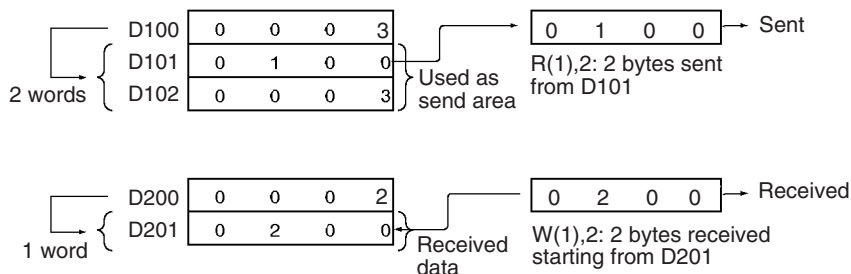 D100 0 0 0 3
D101 0 1 0 0
D102 0 0 0 3
2 words
Used as
send area
0 1 0 0 Sent
R(1),2: 2 bytes sent
from D101
D200 0 0 0 2
D201 0 2 0 0
1 word
Received
data
0 2 0 0 Received
W(1),2: 2 bytes received
starting from D201